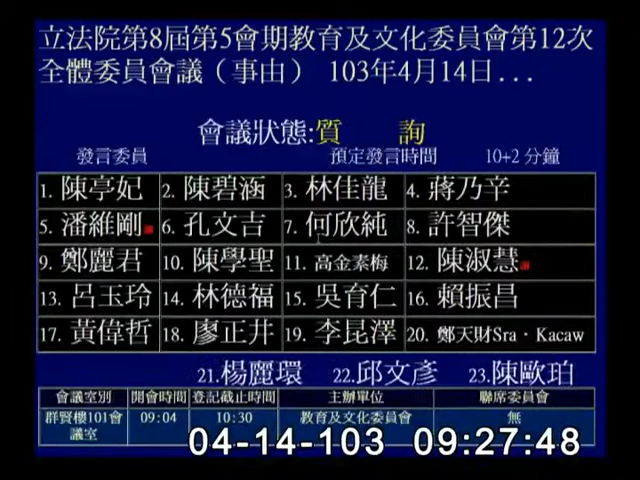 立法院第8屆第5會期教育及文化委員會第12次
全體委員會議（事由） 103年4月14日...
會議狀態:質 詢
發言委員 預定發言時間 10+2 分鐘
1. 陳亭妃 2. 陳碧涵 3. 林佳龍 4. 蔣乃辛
5. 潘維剛 6. 孔文吉 7. 何欣純 8. 許智傑
9. 鄭麗君 10. 陳學聖 11. 高金素梅 12. 陳淑慧
13. 呂玉玲 14. 林德福 15. 吳育仁 16. 賴振昌
17. 黃偉哲 18. 廖正井 19. 李昆澤 20. 鄭天財Sra．Kacaw
21.楊麗環 22.邱文彥 23.陳歐珀
會議室別 開會時間 登記截止時間 主辦單位 聯席委員會
群賢樓101會 09:04 10:30 教育及文化委員會 無
議室
04-14-103 09:27:48